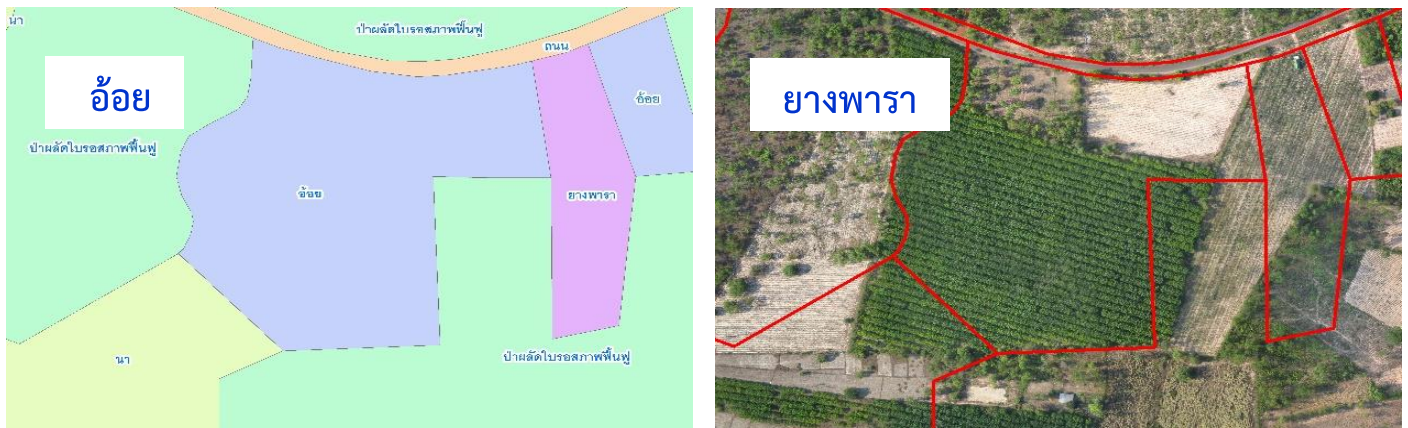 นา
ป่าผลัดใบรอสภาพฟื้นฟู
ถนน
อ้อย
อ้อย
ป่าผลัดใบรอสภาพฟื้นฟู
อ้อย
ยางพารา
นา
ป่าผลัดใบรอสภาพฟื้นฟู
ยางพารา